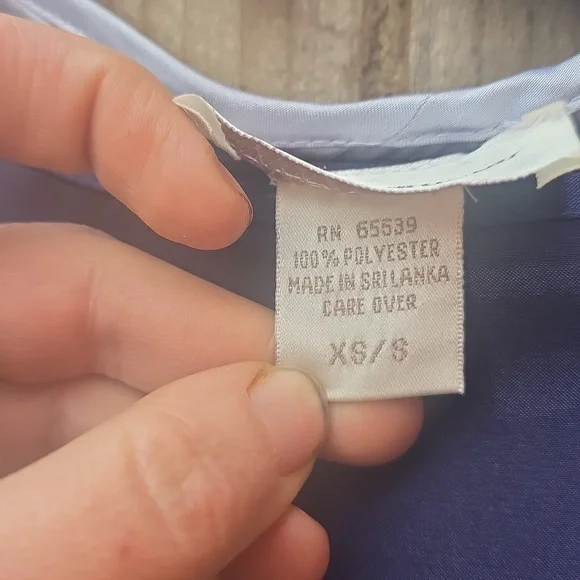 RN 65539
100% POLYESTER
MADE IN SRI LANKA
CARE OVER
XS/S